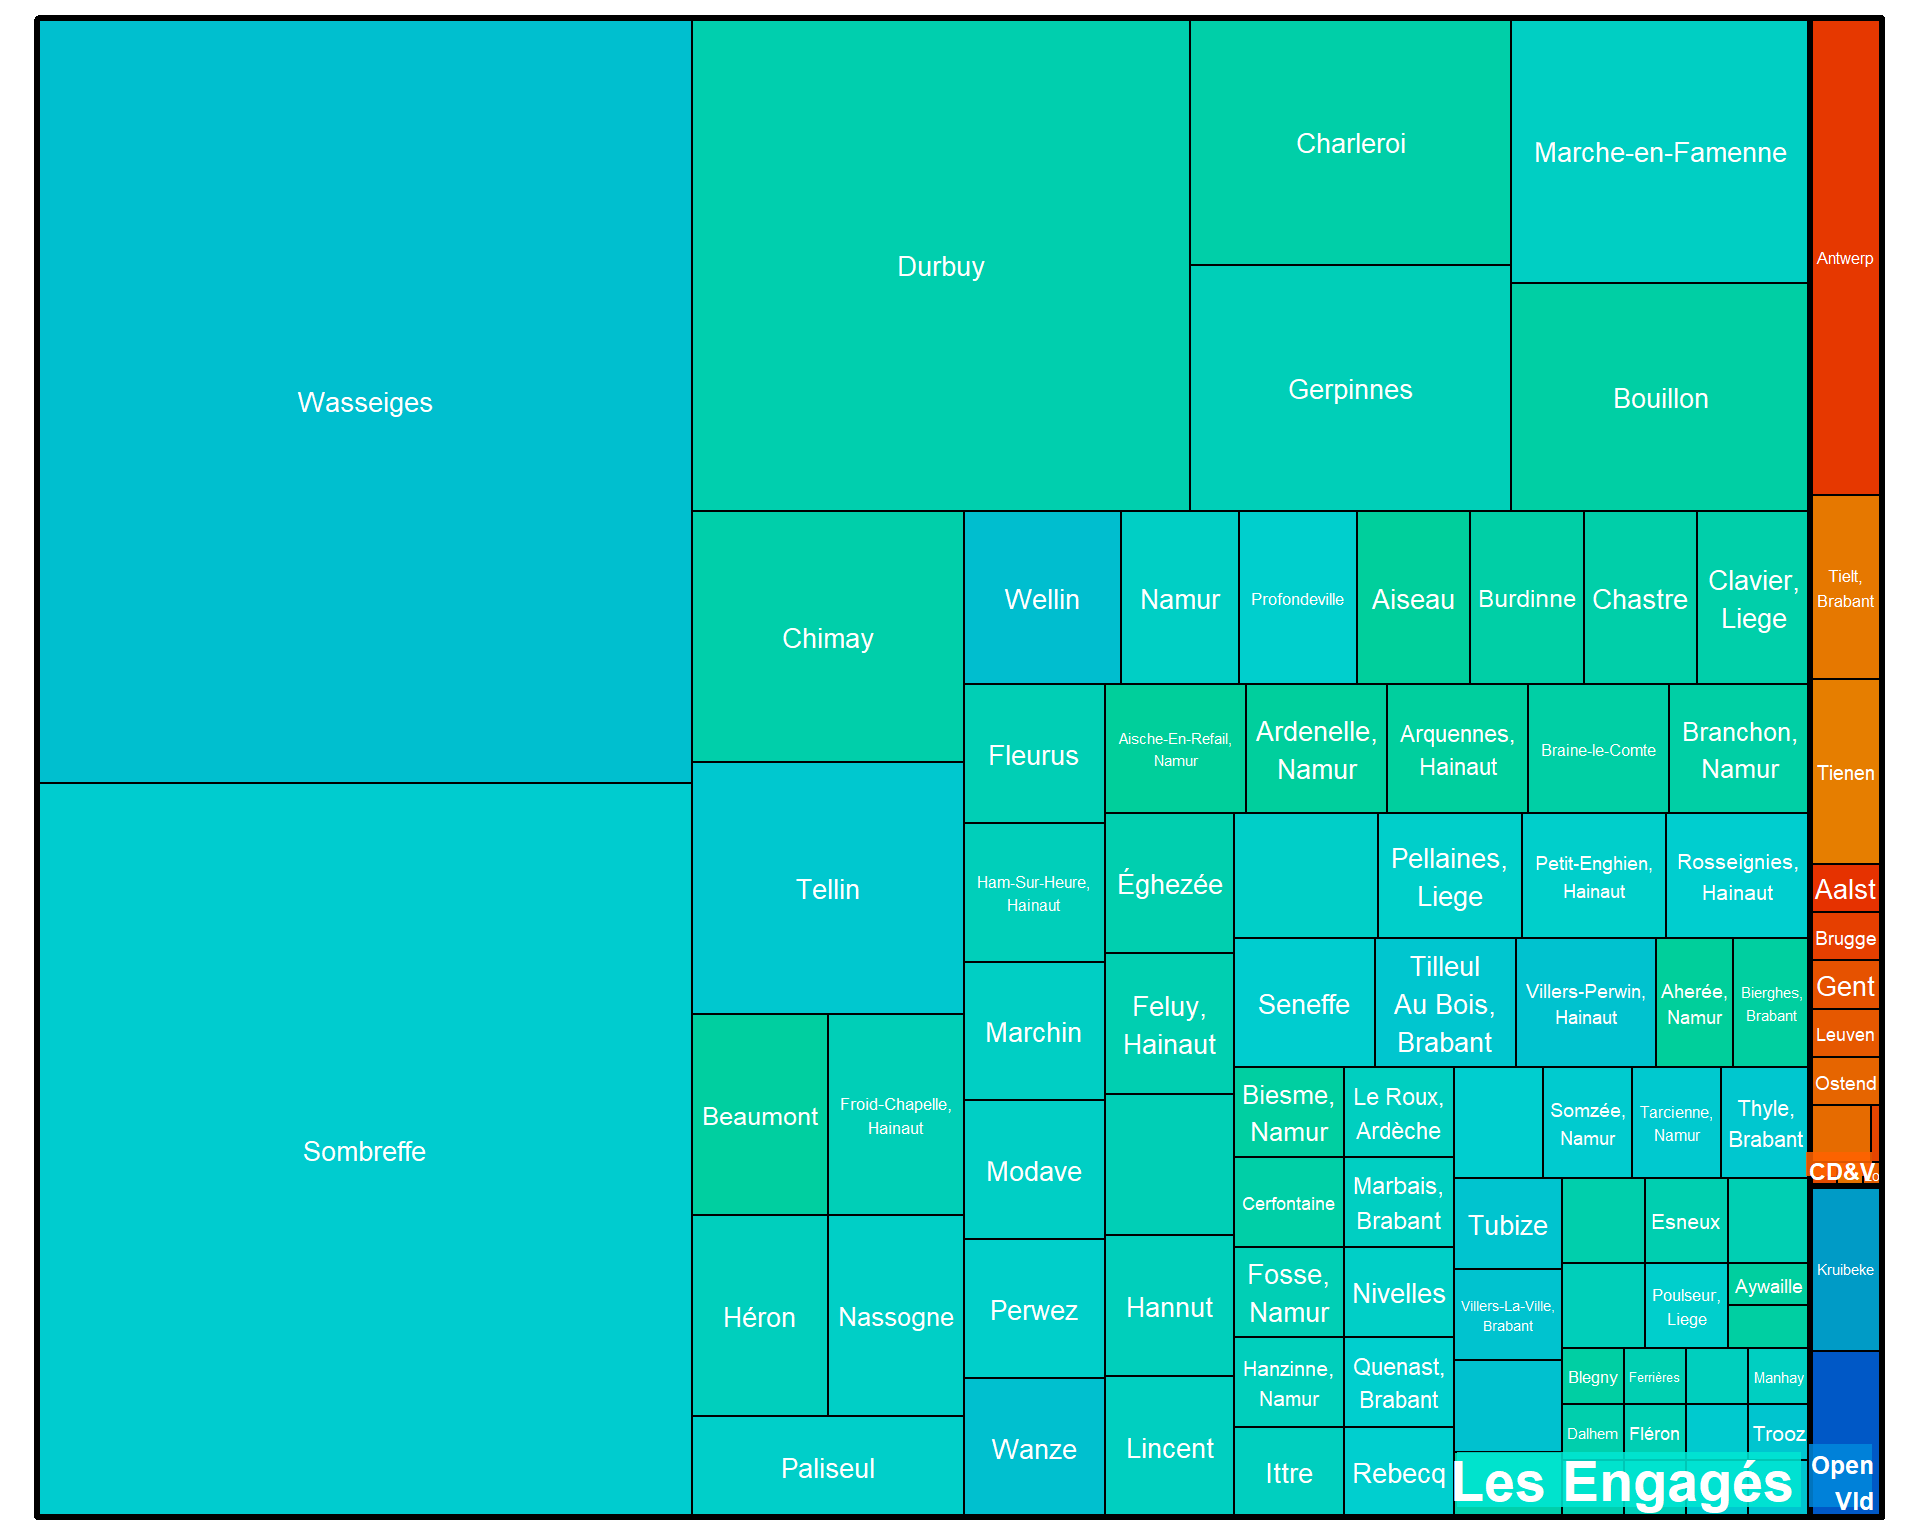 Wasseiges
Sombreffe
Durbuy
Charleroi
Marche-en-Famenne
Gerpinnes
Bouillon
Chimay
Tellin
Beaumont
Froid-Chapelle,
Hainaut
Héron
Nassogne
Paliseul
Wellin
Namur
Profondeville
Aiseau
Burdinne
Chastre
Clavier,
Liege
Fleurus
Ham-Sur-Heure,
Hainaut
Marchin
Modave
Perwez
Wanze
Aische-En-Refail,
Namur
Ardenelle,
Namur
Arquennes,
Hainaut
Braine-le-Comte
Branchon,
Namur
Éghezée
Feluy,
Hainaut
Hannut
Lincent
Pellaines,
Liege
Petit-Enghien,
Hainaut
Rosseignies,
Hainaut
Seneffe
Tilleul
Au Bois,
Brabant
Villers-Perwin,
Hainaut
Aherée,
Namur
Bierghes,
Brabant
Biesme,
Namur
Le Roux,
Ardèche
Cerfontaine
Marbais,
Brabant
Fosse,
Namur
Nivelles
Hanzinne,
Namur
Quenast,
Brabant
Ittre
Rebecq
Somzée,
Namur
Tarcienne,
Namur
Thyle,
Brabant
Tubize
Villers-La-Ville,
Brabant
Esneux
Poulseur,
Liege
Aywaille
Blegny
Ferrières
Manhay
Dalhem
Fléron
Trooz
Les Engagés
Antwerp
Tielt,
Brabant
Tienen
Aalst
Brugge
Gent
Leuven
Ostend
CD&V
Kruibeke
Open
Vld